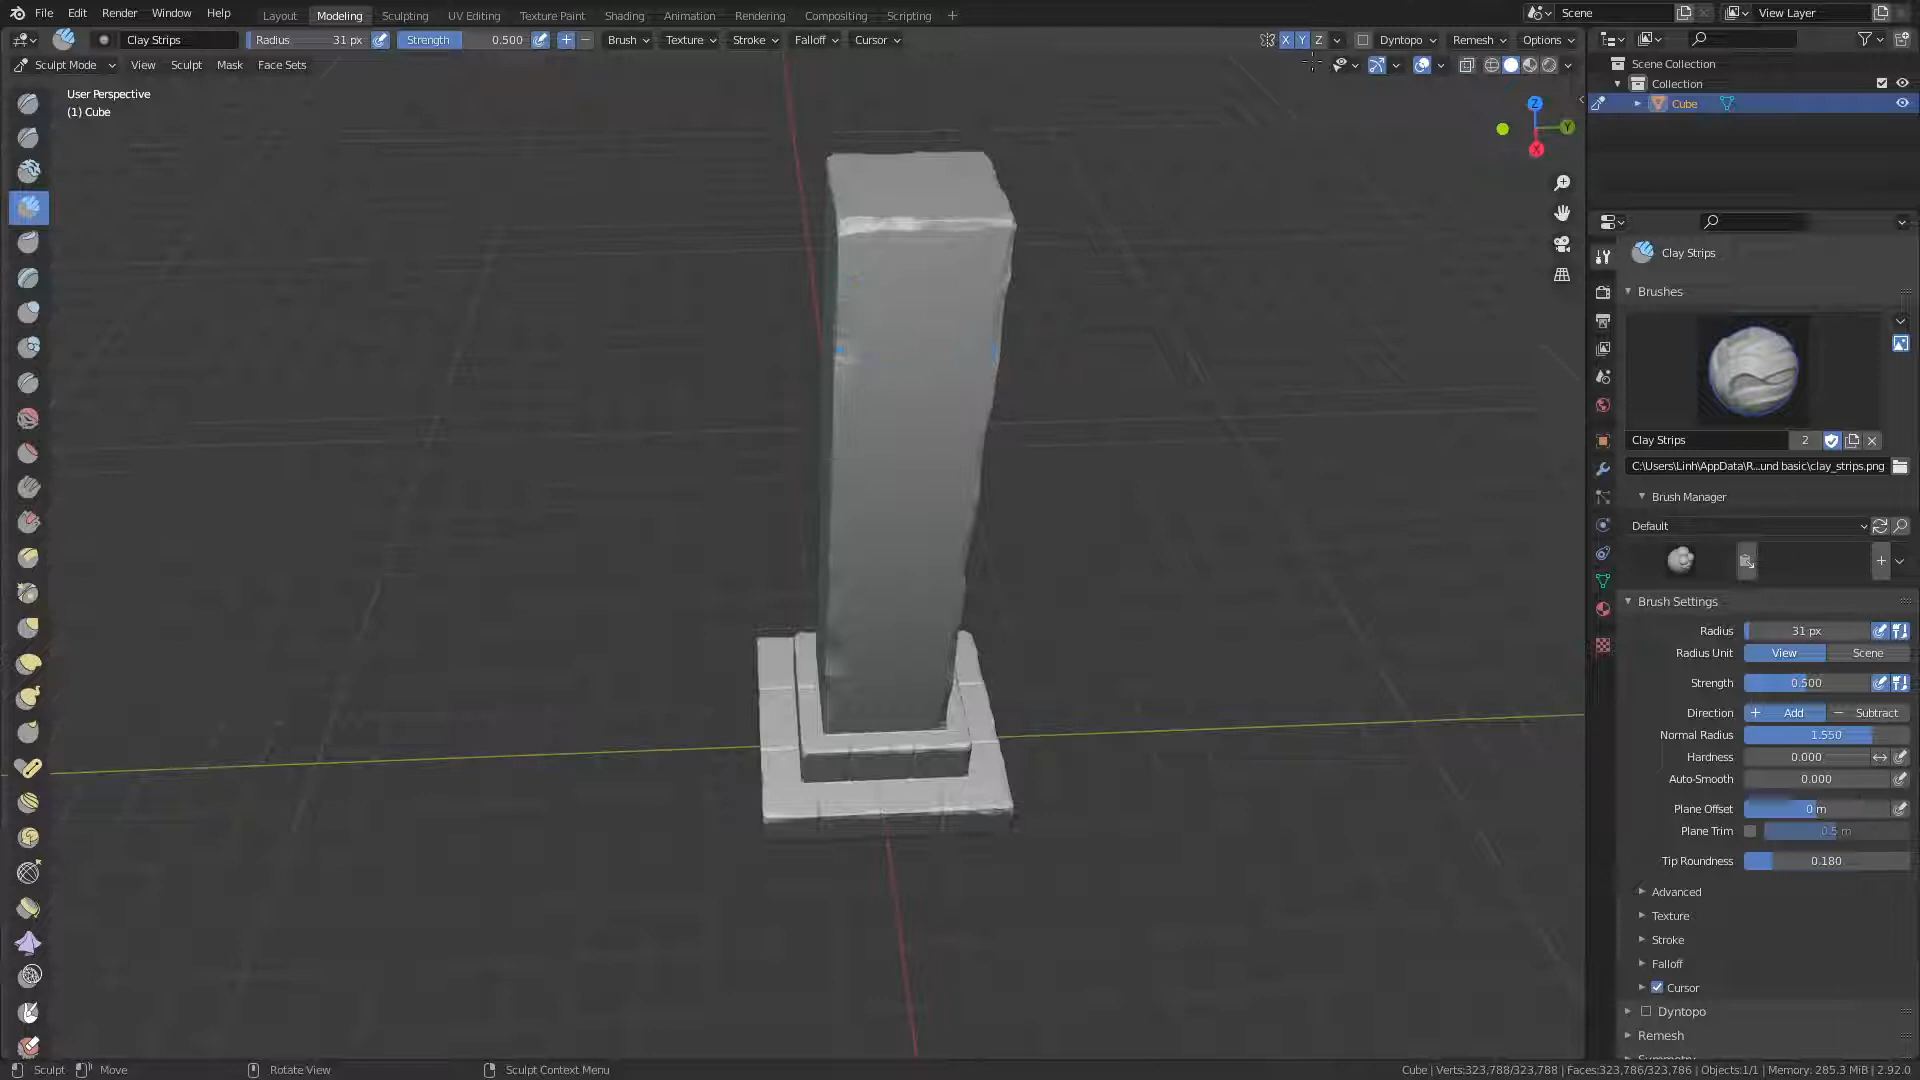 File Edit Render Window Help Layout Modeling Sculpting UV Editing Texture Paint Shading Animation Rendering Compositing Scripting + Scene View Layer
Clay Strips Radius 31 px Strength 0.500 + − Brush Texture Stroke Falloff Cursor X Y Z Dyntopo Remesh Options
Sculpt Mode View Sculpt Mask Face Sets
User Perspective
(1) Cube
Z
Y
X
Scene Collection
Collection
Cube
Clay Strips
Brushes
Clay Strips 2
C:\Users\Linh\AppData\R...und basic\clay_strips.png
Brush Manager
Default
Brush Settings
Radius 31 px
Radius Unit View Scene
Strength 0.500
Direction + Add − Subtract
Normal Radius 1.550
Hardness 0.000
Auto-Smooth 0.000
Plane Offset 0 m
Plane Trim 0.5 m
Tip Roundness 0.180
Advanced
Texture
Stroke
Falloff
Cursor
Dyntopo
Remesh
Symmetry
Sculpt Move Rotate View Sculpt Context Menu Cube | Verts:323,788/323,788 | Faces:323,786/323,786 | Objects:1/1 | Memory: 285.3 MiB | 2.92.0